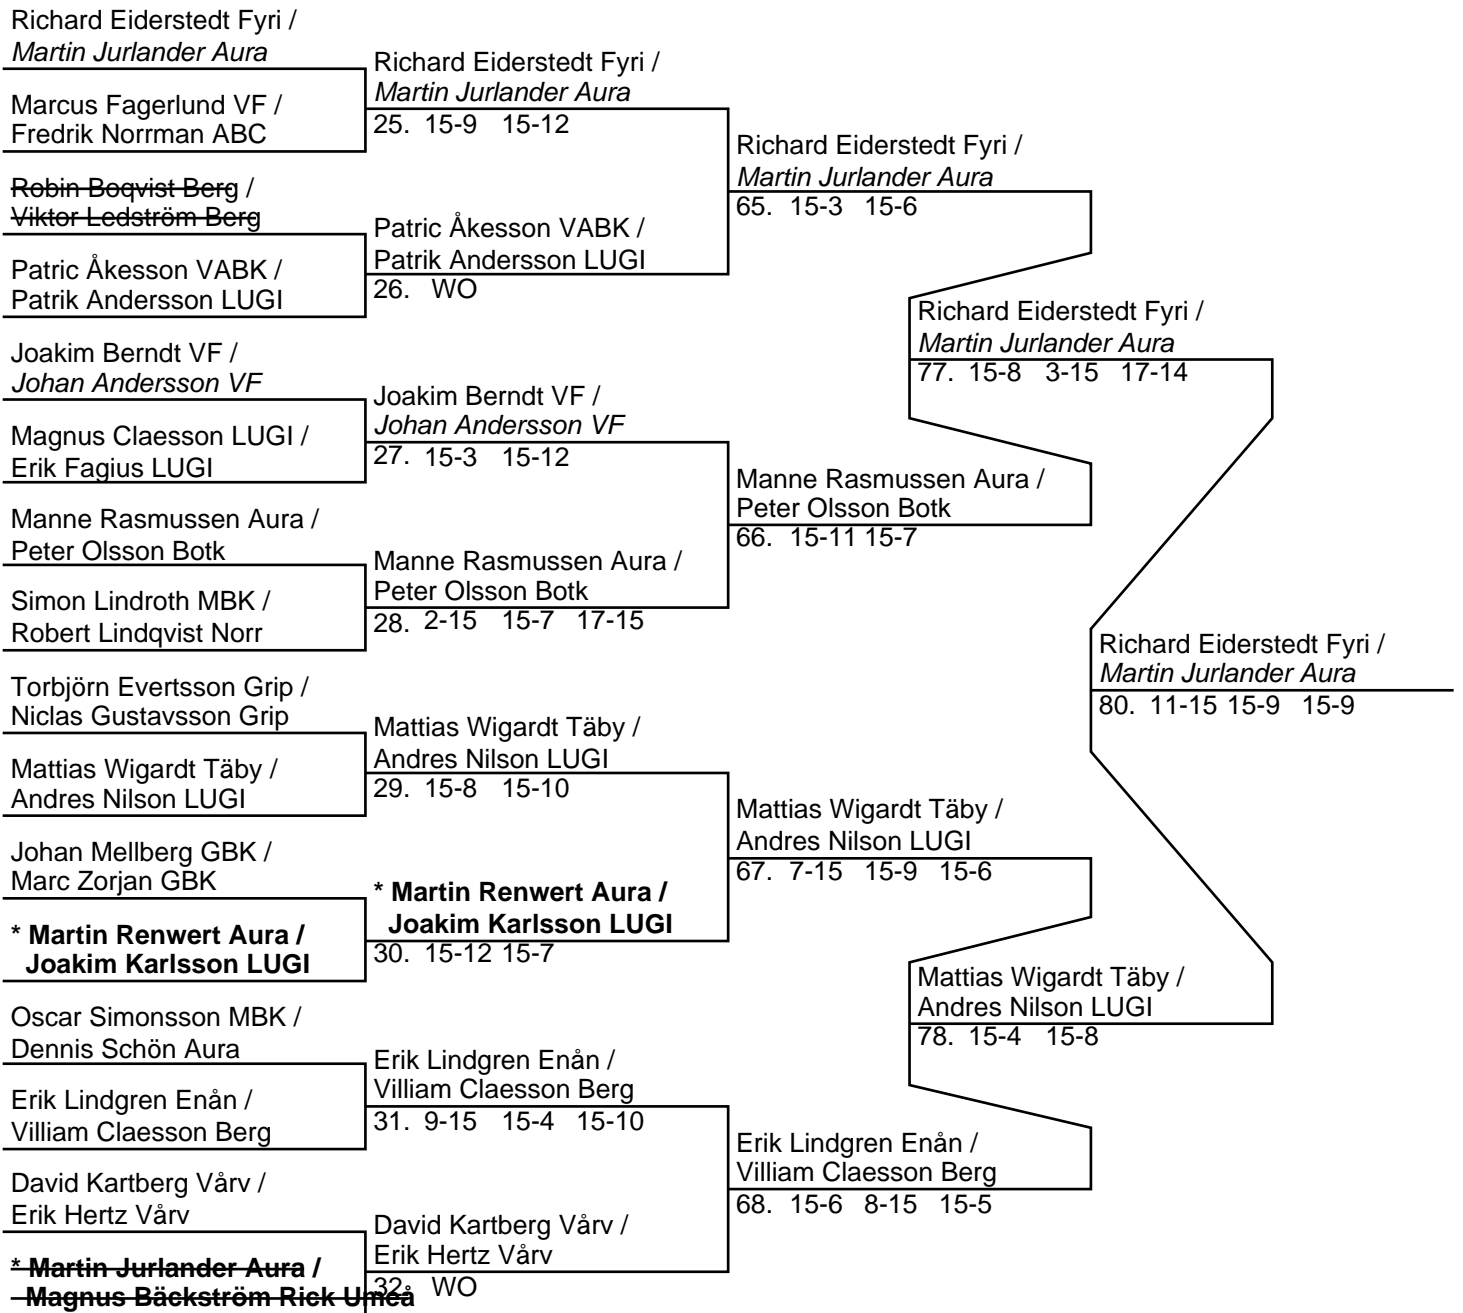 Richard Eiderstedt Fyri /
Martin Jurlander Aura
Marcus Fagerlund VF /
Fredrik Norrman ABC
Robin Boqvist Berg /
Viktor Ledström Berg
Patric Åkesson VABK /
Patrik Andersson LUGI
Joakim Berndt VF /
Johan Andersson VF
Magnus Claesson LUGI /
Erik Fagius LUGI
Manne Rasmussen Aura /
Peter Olsson Botk
Simon Lindroth MBK /
Robert Lindqvist Norr
Torbjörn Evertsson Grip /
Niclas Gustavsson Grip
Mattias Wigardt Täby /
Andres Nilson LUGI
Johan Mellberg GBK /
Marc Zorjan GBK
* Martin Renwert Aura /
Joakim Karlsson LUGI
Oscar Simonsson MBK /
Dennis Schön Aura
Erik Lindgren Enån /
Villiam Claesson Berg
David Kartberg Vårv /
Erik Hertz Vårv
* Martin Jurlander Aura /
Magnus Bäckström Rick Umeå
Richard Eiderstedt Fyri /
Martin Jurlander Aura
25. 15-9 15-12
Patric Åkesson VABK /
Patrik Andersson LUGI
26. WO
Joakim Berndt VF /
Johan Andersson VF
27. 15-3 15-12
Manne Rasmussen Aura /
Peter Olsson Botk
28. 2-15 15-7 17-15
Mattias Wigardt Täby /
Andres Nilson LUGI
29. 15-8 15-10
* Martin Renwert Aura /
Joakim Karlsson LUGI
30. 15-12 15-7
Erik Lindgren Enån /
Villiam Claesson Berg
31. 9-15 15-4 15-10
David Kartberg Vårv /
Erik Hertz Vårv
32. WO
Richard Eiderstedt Fyri /
Martin Jurlander Aura
65. 15-3 15-6
Manne Rasmussen Aura /
Peter Olsson Botk
66. 15-11 15-7
Mattias Wigardt Täby /
Andres Nilson LUGI
67. 7-15 15-9 15-6
Erik Lindgren Enån /
Villiam Claesson Berg
68. 15-6 8-15 15-5
Richard Eiderstedt Fyri /
Martin Jurlander Aura
77. 15-8 3-15 17-14
Mattias Wigardt Täby /
Andres Nilson LUGI
78. 15-4 15-8
Richard Eiderstedt Fyri /
Martin Jurlander Aura
80. 11-15 15-9 15-9